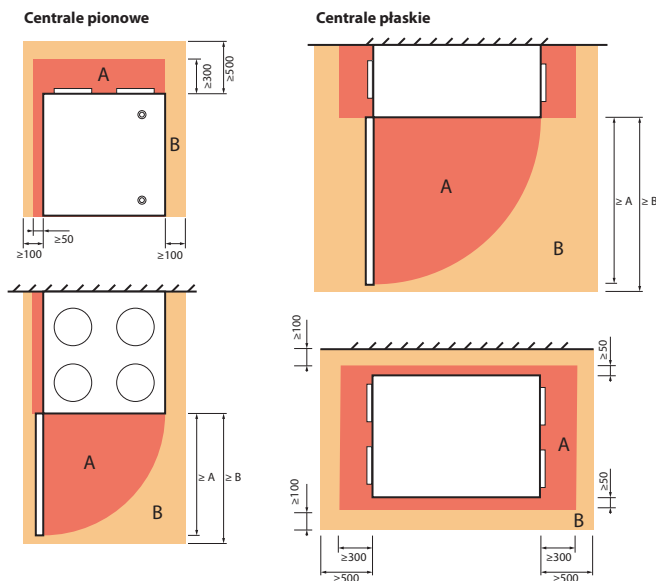 Centrale pionowe
A
≥300
≥500
B
≥50
≥100
≥100
A
B
≥ A
≥ B
Centrale płaskie
A
B
≥ A
≥ B
≥100
≥50
A
≥50
≥100
B
≥300
≥300
≥500
≥500